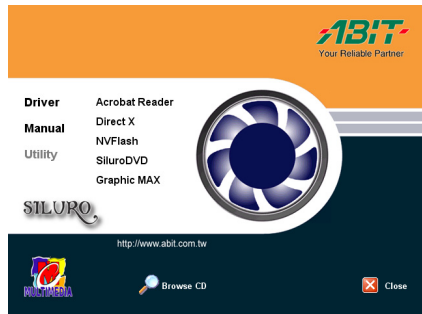 ABIT
Your Reliable Partner
Driver
Manual
Utility
Acrobat Reader
Direct X
NVFlash
SiluroDVD
Graphic MAX
SILURO
http://www.abit.com.tw
MULTIMEDIA
Browse CD
Close